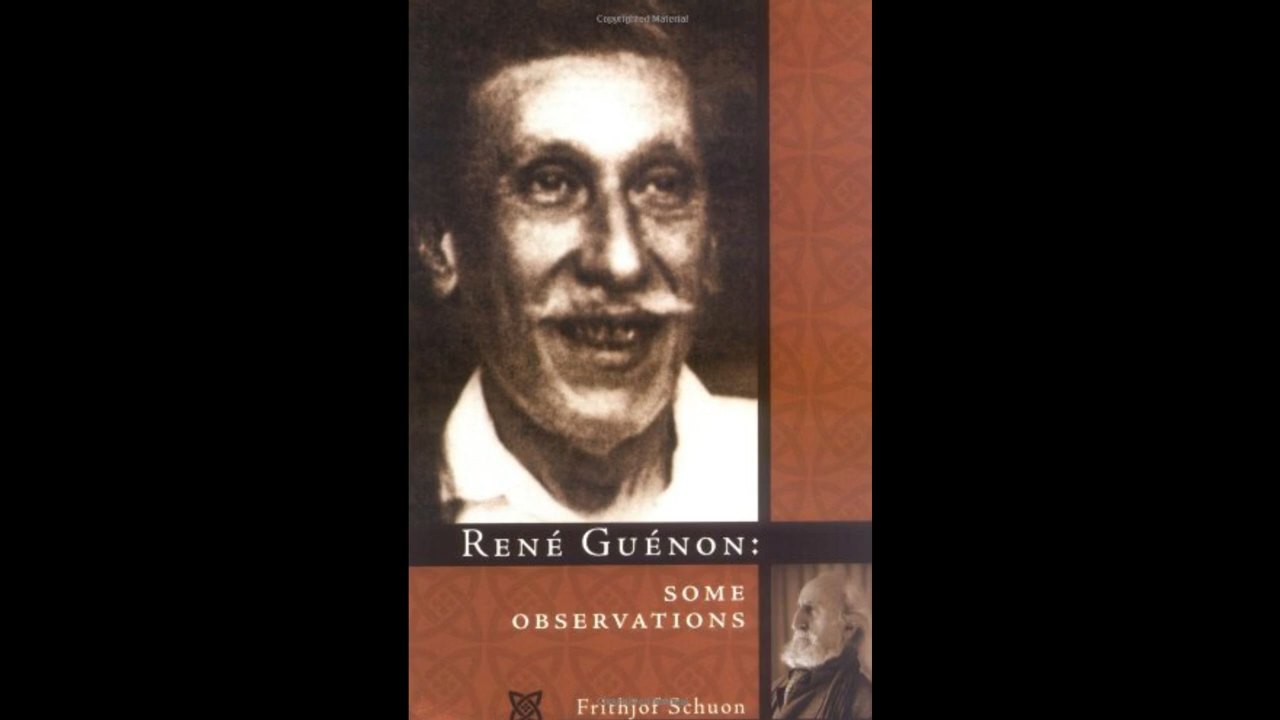 Copyrighted Material
RENÉ GUÉNON:
SOME
OBSERVATIONS
Frithjof Schuon